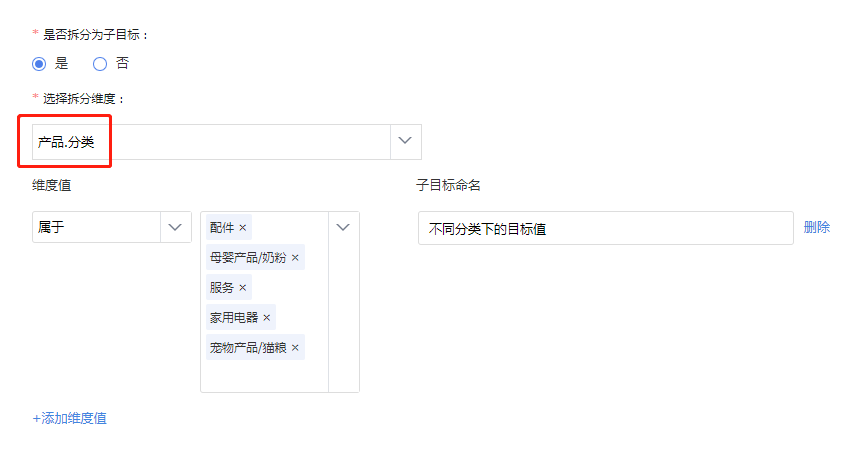 * 是否拆分为子目标：
是 否
* 选择拆分维度：
产品.分类
维度值 子目标命名
属于 配件 × 不同分类下的目标值 删除
母婴产品/奶粉 ×
服务 ×
家用电器 ×
宠物产品/猫粮 ×
+添加维度值